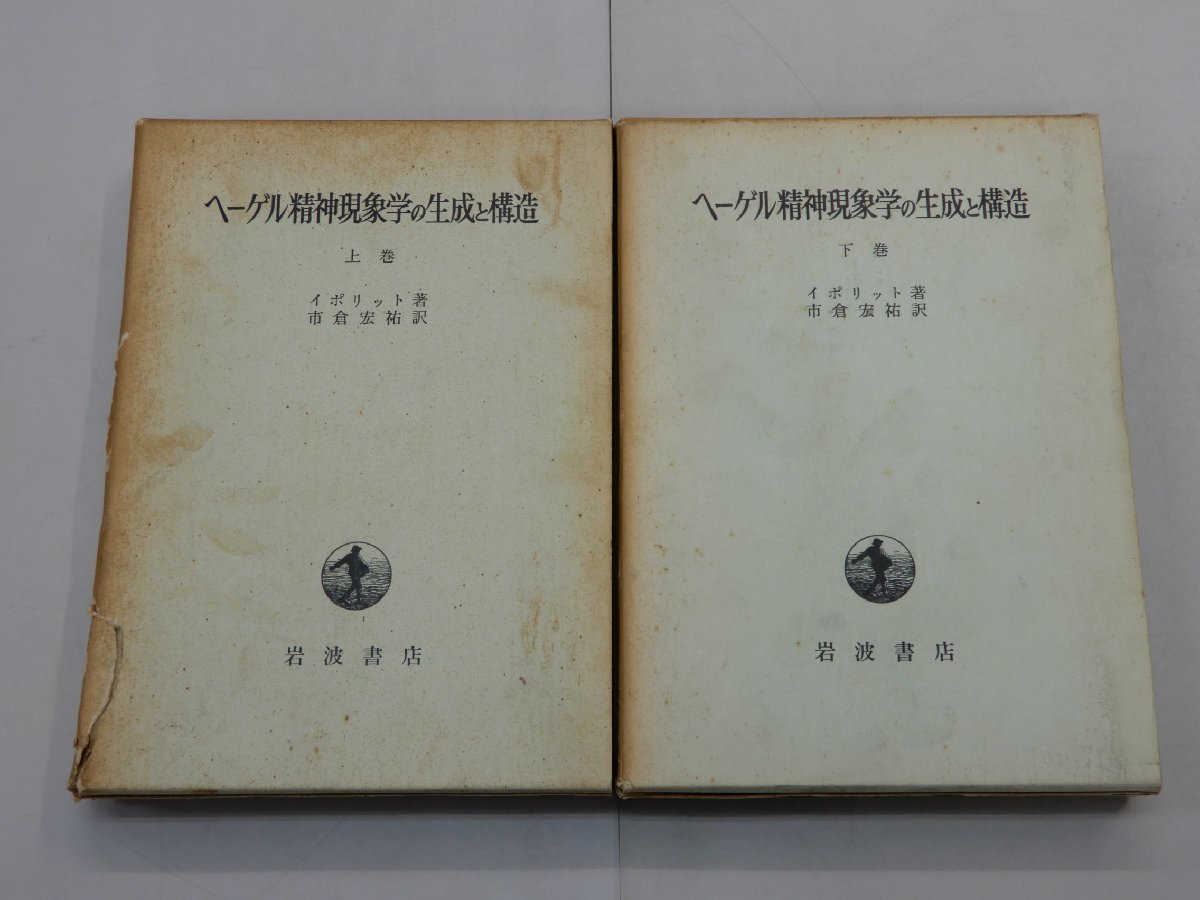 ヘーゲル精神現象学の生成と構造
上巻
イポリット著
市倉宏祐訳
岩波書店
ヘーゲル精神現象学の生成と構造
下巻
イポリット著
市倉宏祐訳
岩波書店